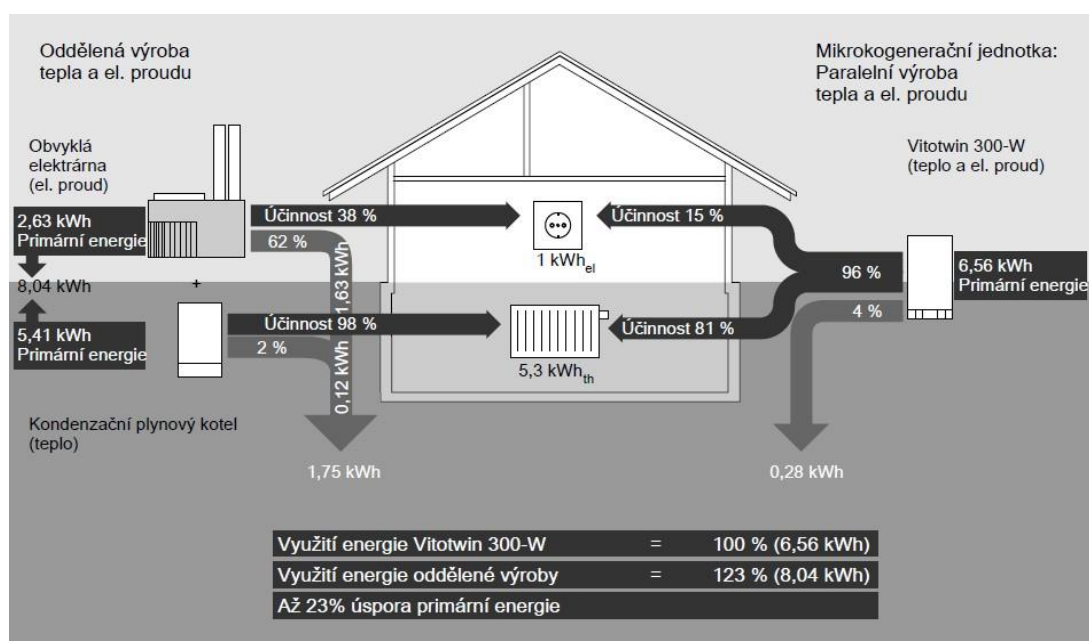 Oddělená výroba
tepla a el. proudu
Mikrokogenerační jednotka:
Paralelní výroba
tepla a el. proudu
Obvyklá
elektrárna
(el. proud)
Vitotwin 300-W
(teplo a el. proud)
2,63 kWh
Primární energie
Účinnost 38 %
Účinnost 15 %
62 %
1 kWhel
8,04 kWh
+
1,63 kWh
96 %
6,56 kWh
Primární energie
4 %
5,41 kWh
Primární energie
Účinnost 98 %
Účinnost 81 %
2 %
0,12 kWh
5,3 kWhth
Kondenzační plynový kotel
(teplo)
1,75 kWh
0,28 kWh
Využití energie Vitotwin 300-W = 100 % (6,56 kWh)
Využití energie oddělené výroby = 123 % (8,04 kWh)
Až 23% úspora primární energie